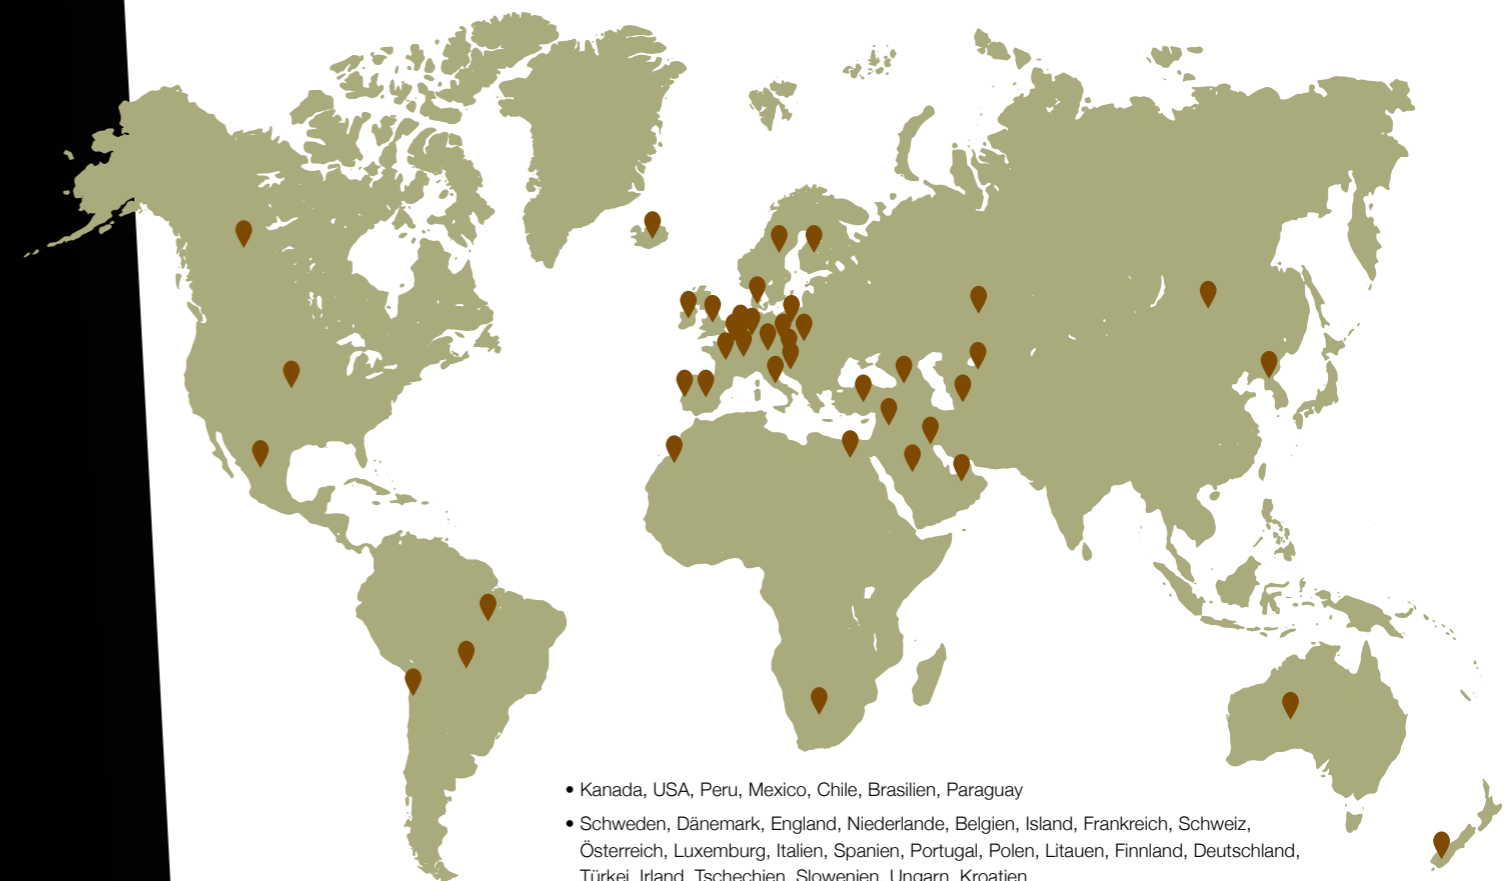 • Kanada, USA, Peru, Mexico, Chile, Brasilien, Paraguay
• Schweden, Dänemark, England, Niederlande, Belgien, Island, Frankreich, Schweiz,
Österreich, Luxemburg, Italien, Spanien, Portugal, Polen, Litauen, Finnland, Deutschland,
Türkei, Irland, Tschechien, Slowenien, Ungarn, Kroatien